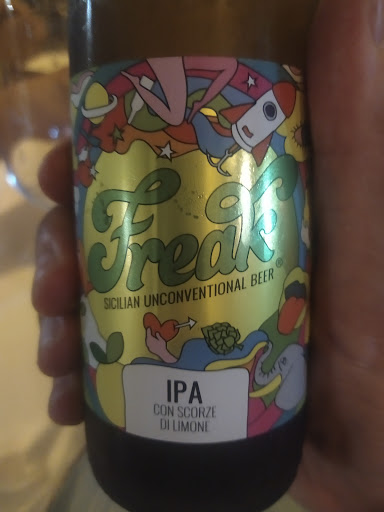 Freak®
SICILIAN UNCONVENTIONAL BEER
IPA
CON SCORZE
DI LIMONE